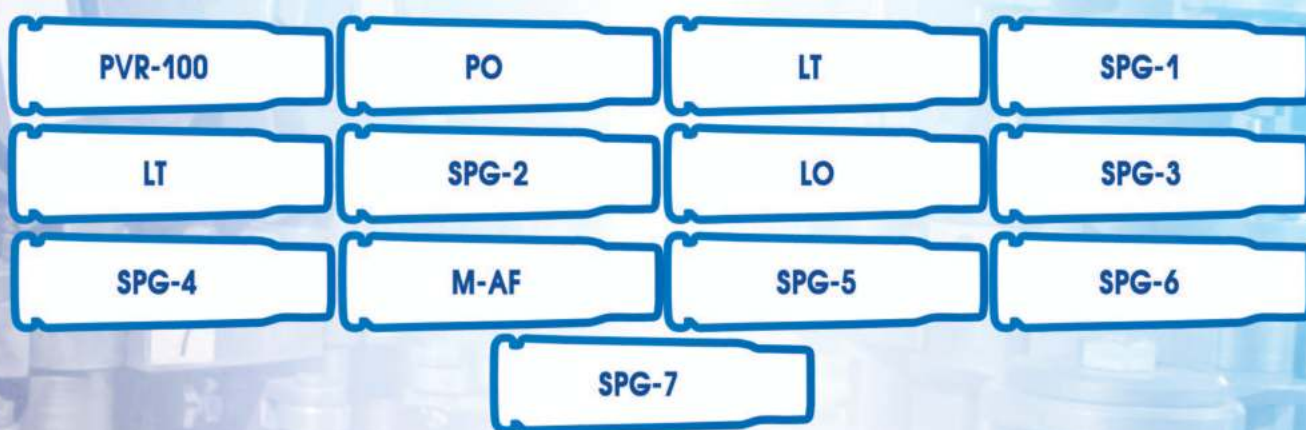 PVR-100 PO LT SPG-1
LT SPG-2 LO SPG-3
SPG-4 M-AF SPG-5 SPG-6
SPG-7